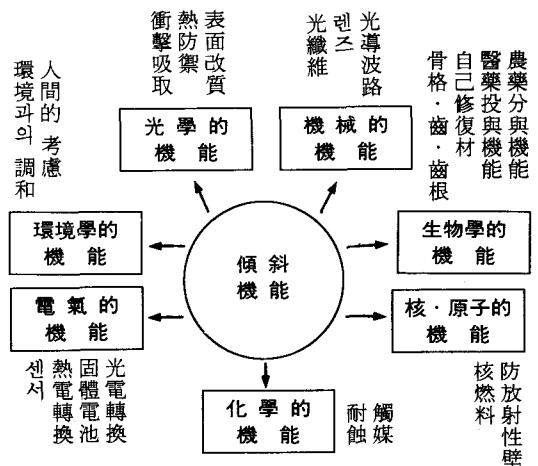 表面改質
熱防禦
衝擊吸取
光學的
機能
光導波路
렌즈
光纖維
機械的
機能
人間的 考慮
環境과의 調和
環境學的
機能
農藥分與機能
醫藥投與機能
自己修復材
骨格・齒・齒根
生物學的
機能
傾斜
機能
電氣的
機能
光電轉換
固體電池
熱電轉換
센서
核・原子的
機能
防放射性壁
核燃料
化學的
機能
觸媒
耐蝕